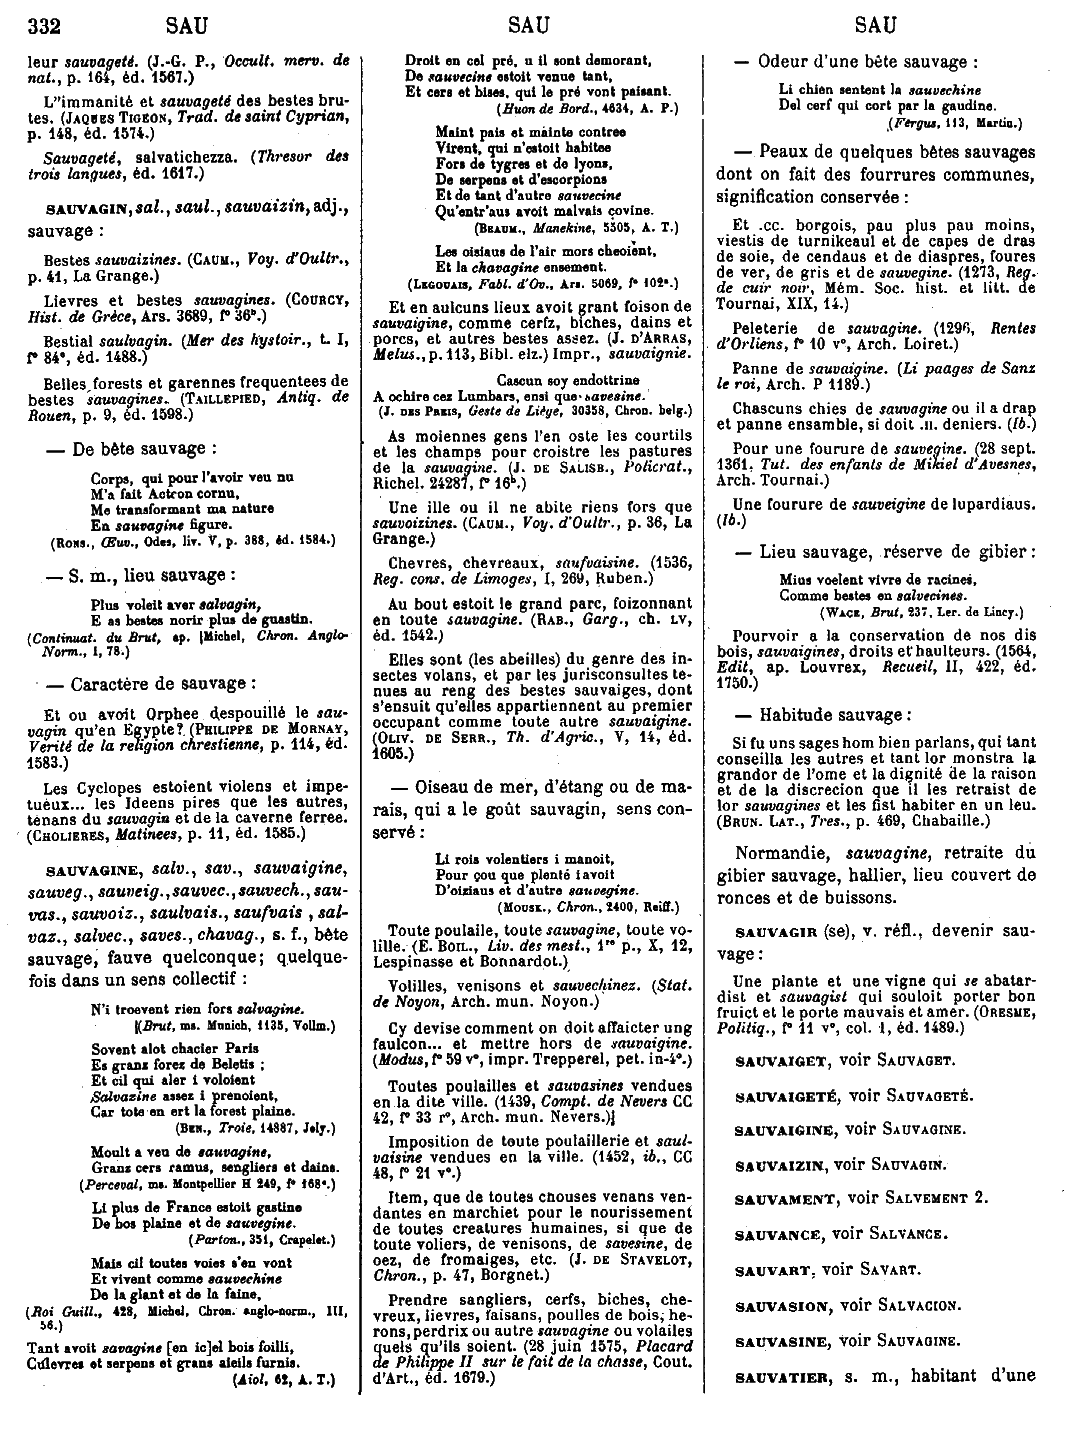 332 SAU SAU SAU
leur sauvageté. (J.-G. P., Occult. merv. de
nat., p. 164, éd. 1567.)
L''immanité et sauvageté des bestes bru-
tes. (JAQUES TIGEON, Trad. de saint Cyprian,
p. 148, éd. 1574.)
Sauvageté, salvatichezza. (Thresor des
trois langues, éd. 1617.)
SAUVAGIN, sal., saul., sauvaizin, adj.,
sauvage :
Bestes sauvaizines. (CAUM., Voy. d'Oultr.,
p. 41, La Grange.)
Lievres et bestes sauvagines. (COURCY,
Hist. de Grèce, Ars. 3689, f° 36ª.)
Bestial saulvagin. (Mer des hystoir., t. I,
f° 84ª, éd. 1488.)
Belles forests et garennes frequentees de
bestes sauvagines. (TAILLEPIED, Antiq. de
Rouen, p. 9, éd. 1598.)
— De bête sauvage :
Corps, qui pour l'avoir veu nu
M'a fait Acteon cornu,
Me transformant ma nature
En sauvagine figure.
(RONS., Œuv., Odes, liv. V, p. 388, éd. 1584.)
— S. m., lieu sauvage :
Plus voleit aver salvagin,
E as bestes norir plus de guastin.
(Continuat. du Brut, ap. Michel, Chron. Anglo-
Norm., I, 78.)
— Caractère de sauvage :
Et ou avoit Orphee despouillé le sau-
vagin qu'en Egypte? (PHILIPPE DE MORNAY,
Verité de la religion chrestienne, p. 114, éd.
1583.)
Les Cyclopes estoient violens et impe-
tueux... les Ideens pires que les autres,
tenans du sauvagin et de la caverne ferree.
(CHOLIERES, Matinees, p. 11, éd. 1585.)
SAUVAGINE, salv., sav., sauvaigine,
sauveg., sauveig., sauvec., sauvech., sau-
vas., sauvoiz., saulvais., saufvais , sal-
vaz., salvec., saves., chavag., s. f., bête
sauvage, fauve quelconque; quelque-
fois dans un sens collectif :
N'i troevent rien fors salvagine.
(Brut, ms. Munich, 1135, Vollm.)
Sovent alot chacier Paris
Es granz forez de Beletis ;
Et cil qui aler i voloient
Salvazine assez i prenoient,
Car tote en ert la forest plaine.
(BEN., Troie, 14887, Joly.)
Moult a veu de sauvagine,
Granz cers ramus, sengliers et dains.
(Perceval, ms. Montpellier H 249, f° 168ª.)
Li plus de France estoit gastine
De bos plaine et de sauvegine.
(Parton., 351, Crapelet.)
Mais cil toutes voies s'en vont
Et vivent comme sauvechine
De la glant et de la faine,
(Roi Guill., 428, Michel, Chron. anglo-norm., III,
56.)
Tant avoit savagine [en ic]el bois foilli,
Culevres et serpens et grans aleils furnis.
(Aiol, 62, A. T.)
Droit en cel pré, u il sont demorant,
De sauvecine estoit venue tant,
Et cers et bises, qui le pré vont paisant.
(Huon de Bord., 4634, A. P.)
Maint pais et mainte contree
Virent, qui n'estoit habitee
Fors de tygres et de lyons,
De serpens et d'escorpions
Et de tant d'autre sauvecine
Qu'entr'aus avoit malvais covine.
(BEAUM., Manekine, 5505, A. T.)
Les oisiaus de l'air mors cheoient,
Et la chavagine ensement.
(LEGOUAIS, Fabl. d'Ov., Ars. 5069, f° 102ª.)
Et en aulcuns lieux avoit grant foison de
sauvaigine, comme cerfz, biches, dains et
porcs, et autres bestes assez. (J. D'ARRAS,
Melus., p. 113, Bibl. elz.) Impr., sauvaignie.
Cascun soy endottrine
A ochire cez Lumbars, ensi que savesine.
(J. DES PREIS, Geste de Liége, 30358, Chron. belg.)
As moiennes gens l'en oste les courtils
et les champs pour croistre les pastures
de la sauvagine. (J. DE SALISB., Policrat.,
Richel. 24287, f° 16ᵇ.)
Une ille ou il ne abite riens fors que
sauvoizines. (CAUM., Voy. d'Oultr., p. 36, La
Grange.)
Chevres, chevreaux, saufvaisine. (1536,
Reg. cons. de Limoges, I, 269, Ruben.)
Au bout estoit le grand parc, foizonnant
en toute sauvagine. (RAB., Garg., ch. LV,
éd. 1542.)
Elles sont (les abeilles) du genre des in-
sectes volans, et par les jurisconsultes te-
nues au reng des bestes sauvaiges, dont
s'ensuit qu'elles appartiennent au premier
occupant comme toute autre sauvaigine.
(OLIV. DE SERR., Th. d'Agric., V, 14, éd.
1605.)
— Oiseau de mer, d'étang ou de ma-
rais, qui a le goût sauvagin, sens con-
servé :
Li rois volentiers i manoit,
Pour çou que plenté i avoit
D'oiziaus et d'autre sauvegine.
(MOUSK., Chron., 2400, Reiff.)
Toute poulaile, toute sauvagine, toute vo-
lille. (E. BOIL., Liv. des mest., 1ʳᵉ p., X, 12,
Lespinasse et Bonnardot.)
Volilles, venisons et sauvechinez. (Stat.
de Noyon, Arch. mun. Noyon.)
Cy devise comment on doit affaicter ung
faulcon... et mettre hors de sauvaigine.
(Modus, f° 59 v°, impr. Trepperel, pet. in-4°.)
Toutes poulailles et sauvasines vendues
en la dite ville. (1439, Compt. de Nevers CC
42, f° 33 r°, Arch. mun. Nevers.)
Imposition de toute poulaillerie et saul-
vaisine vendues en la ville. (1452, ib., CC
48, f° 21 v°.)
Item, que de toutes chouses venans ven-
dantes en marchiet pour le nourissement
de toutes creatures humaines, si que de
toute voliers, de venisons, de savesine, de
oez, de fromaiges, etc. (J. DE STAVELOT,
Chron., p. 47, Borgnet.)
Prendre sangliers, cerfs, biches, che-
vreux, lievres, faisans, poulles de bois, he-
rons, perdrix ou autre sauvagine ou volailes
quels qu'ils soient. (28 juin 1575, Placard
de Philippe II sur le fait de la chasse, Cout.
d'Art., éd. 1679.)
— Odeur d'une bête sauvage :
Li chien sentent la sauvechine
Del cerf qui cort par la gaudine.
(Fergus, 113, Martin.)
— Peaux de quelques bêtes sauvages
dont on fait des fourrures communes,
signification conservée :
Et .cc. borgois, pau plus pau moins,
viestis de turnikeaul et de capes de dras
de soie, de cendaus et de diaspres, foures
de ver, de gris et de sauvegine. (1273, Reg.
de cuir noir, Mém. Soc. hist. et litt. de
Tournai, XIX, 14.)
Peleterie de sauvagine. (1296, Rentes
d'Orliens, f° 10 v°, Arch. Loiret.)
Panne de sauvaigine. (Li paages de Sanz
le roi, Arch. P 1189.)
Chascuns chies de sauvagine ou il a drap
et panne ensamble, si doit .II. deniers. (Ib.)
Pour une fourure de sauvegine. (28 sept.
1361, Tut. des enfants de Mikiel d'Avesnes,
Arch. Tournai.)
Une fourure de sauveigine de lupardiaus.
(Ib.)
— Lieu sauvage, réserve de gibier :
Mius voelent vivre de racines,
Comme bestes en salvecines.
(WACE, Brut, 237, Ler. de Lincy.)
Pourvoir a la conservation de nos dis
bois, sauvaigines, droits et haulteurs. (1564,
Edit, ap. Louvrex, Recueil, II, 422, éd.
1750.)
— Habitude sauvage :
Si fu uns sages hom bien parlans, qui tant
conseilla les autres et tant lor monstra la
grandor de l'ome et la dignité de la raison
et de la discrecion que il les retraist de
lor sauvagines et les fist habiter en un leu.
(BRUN. LAT., Tres., p. 469, Chabaille.)
Normandie, sauvagine, retraite du
gibier sauvage, hallier, lieu couvert de
ronces et de buissons.
SAUVAGIR (se), v. réfl., devenir sau-
vage :
Une plante et une vigne qui se abatar-
dist et sauvagist qui souloit porter bon
fruict et le porte mauvais et amer. (ORESME,
Politiq., f° 11 v°, col. 1, éd. 1489.)
SAUVAIGET, voir SAUVAGET.
SAUVAIGETÉ, voir SAUVAGETÉ.
SAUVAIGINE, voir SAUVAGINE.
SAUVAIZIN, voir SAUVAGIN.
SAUVAMENT, voir SALVEMENT 2.
SAUVANCE, voir SALVANCE.
SAUVART, voir SAVART.
SAUVASION, voir SALVACION.
SAUVASINE, voir SAUVAGINE.
SAUVATIER, s. m., habitant d'une